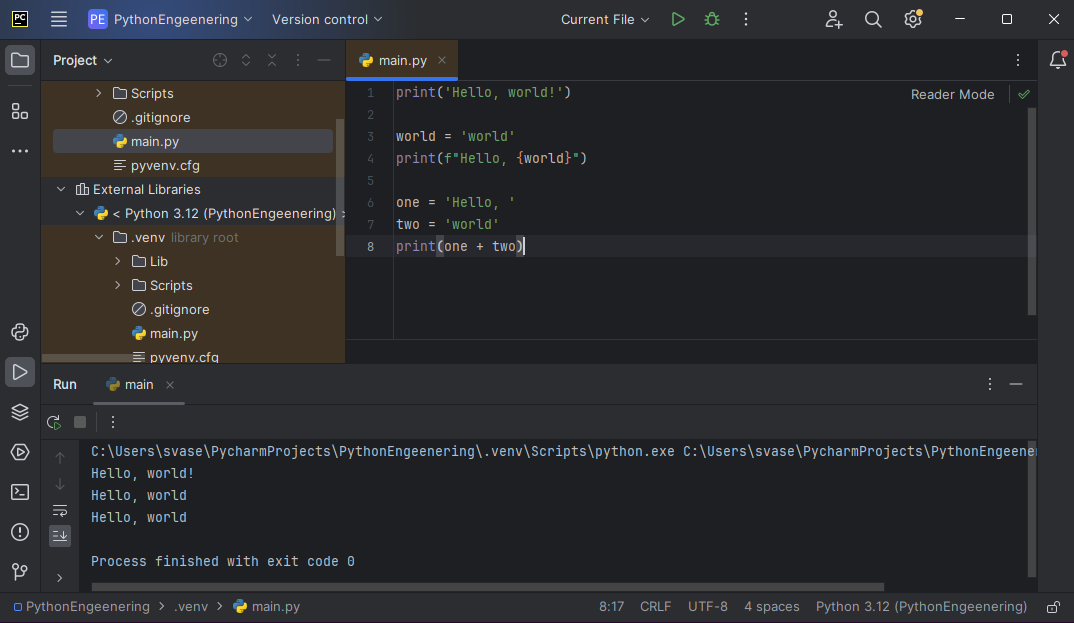 PC PE PythonEngeenering Version control Current File
Project
main.py
Scripts
.gitignore
main.py
pyvenv.cfg
External Libraries
< Python 3.12 (PythonEngeenering) >
.venv library root
Lib
Scripts
.gitignore
main.py
pyvenv.cfg
Reader Mode
1 print('Hello, world!')
2
3 world = 'world'
4 print(f"Hello, {world}")
5
6 one = 'Hello, '
7 two = 'world'
8 print(one + two)
Run main
C:\Users\svase\PycharmProjects\PythonEngeenering\.venv\Scripts\python.exe C:\Users\svase\PycharmProjects\PythonEngeene
Hello, world!
Hello, world
Hello, world
Process finished with exit code 0
PythonEngeenering > .venv > main.py 8:17 CRLF UTF-8 4 spaces Python 3.12 (PythonEngeenering)